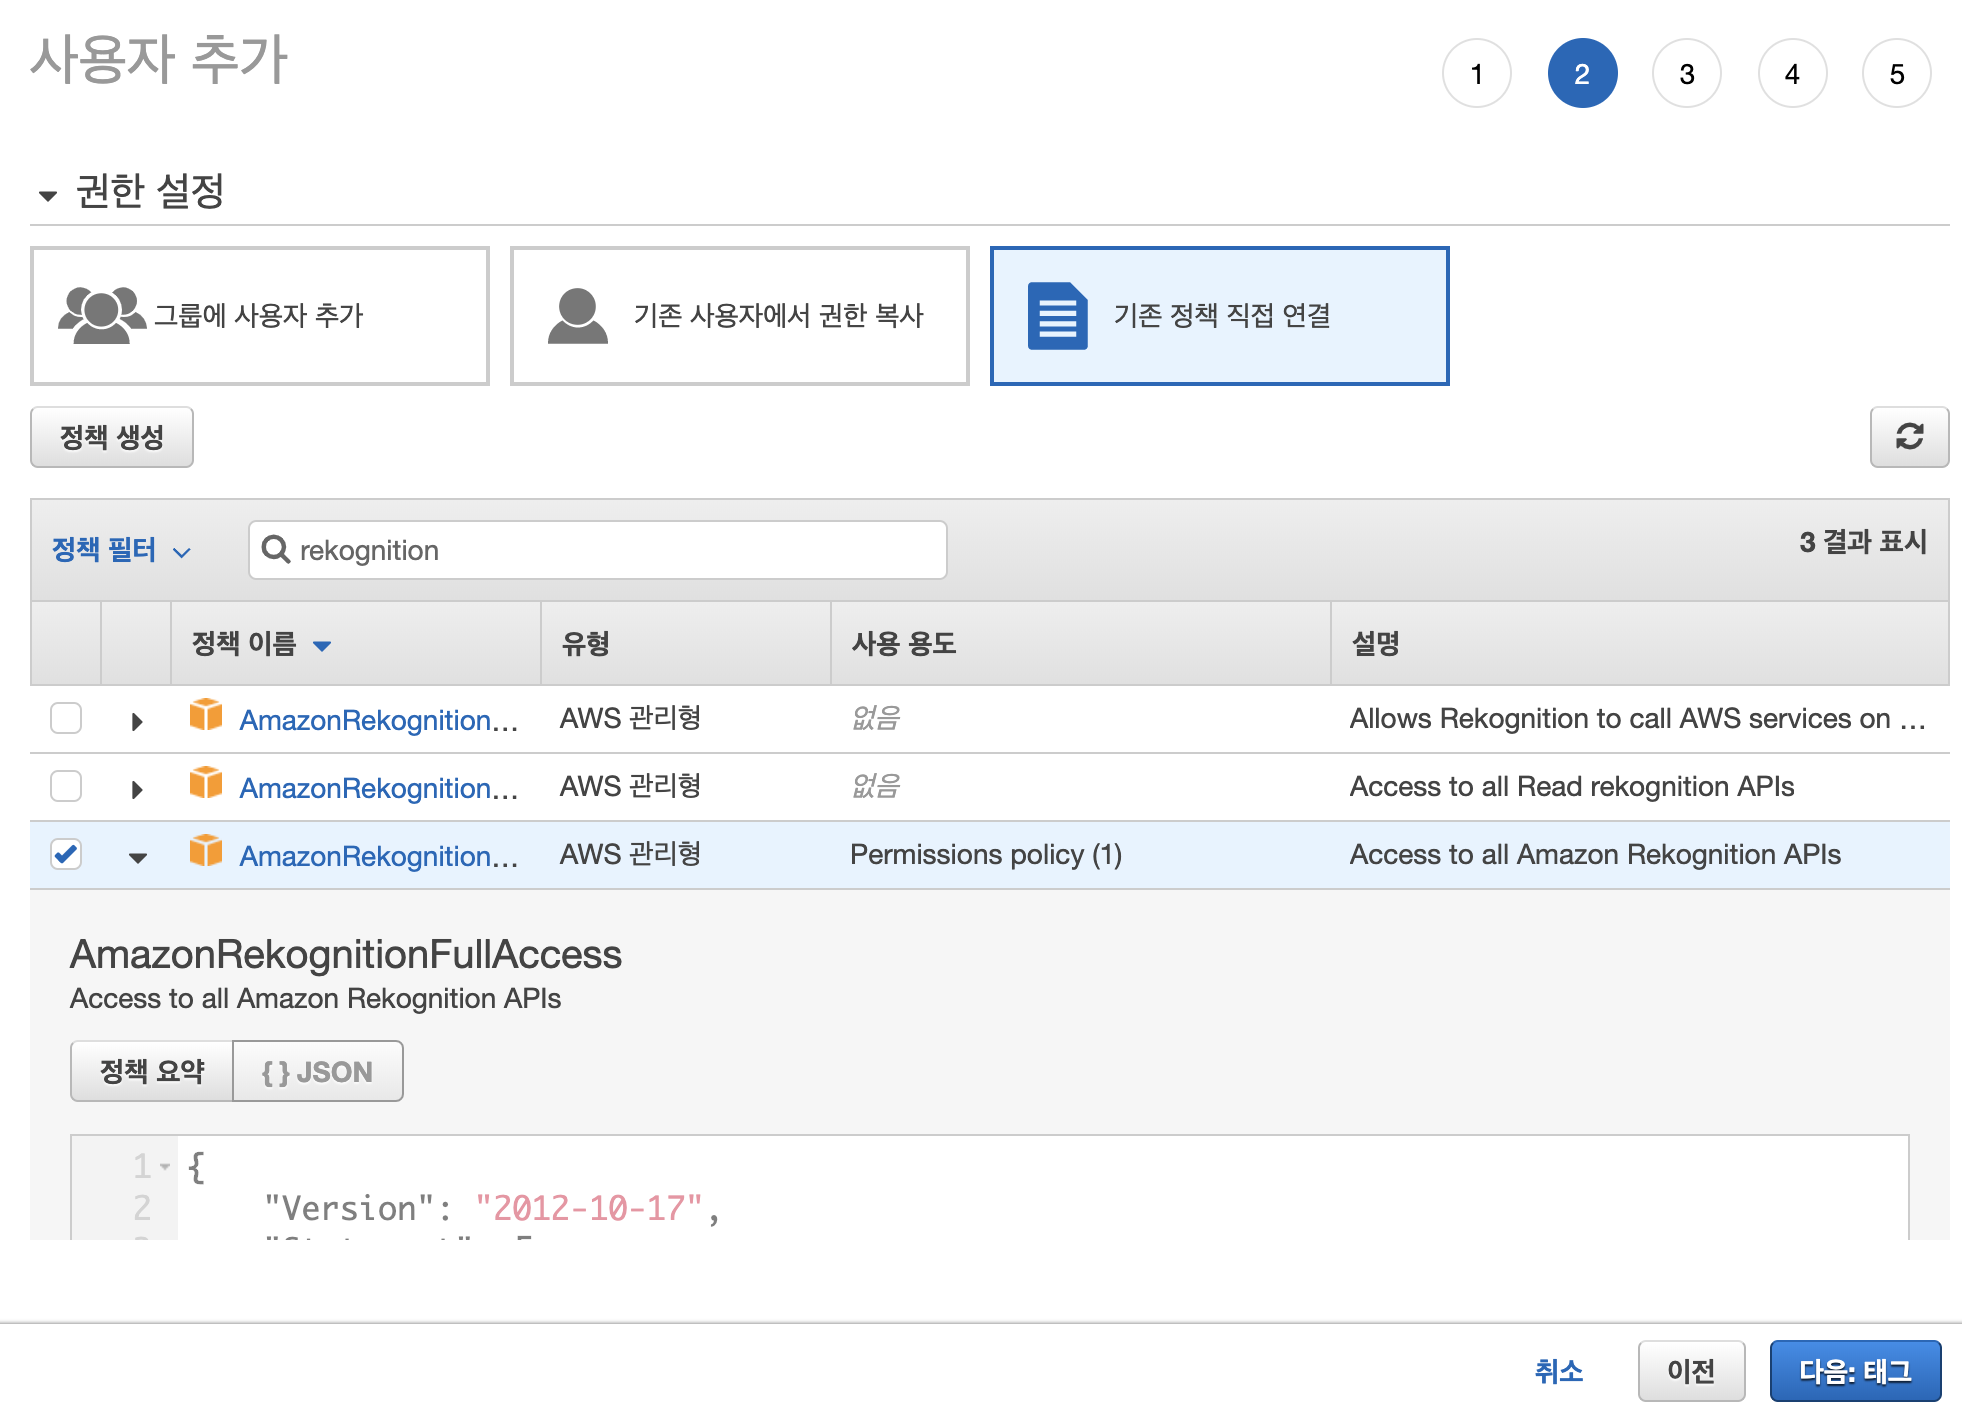 사용자 추가
1 2 3 4 5
권한 설정
그룹에 사용자 추가
기존 사용자에서 권한 복사
기존 정책 직접 연결
정책 생성
정책 필터
rekognition
3 결과 표시
정책 이름 유형 사용 용도 설명
AmazonRekognition... AWS 관리형 없음 Allows Rekognition to call AWS services on ...
AmazonRekognition... AWS 관리형 없음 Access to all Read rekognition APIs
AmazonRekognition... AWS 관리형 Permissions policy (1) Access to all Amazon Rekognition APIs
AmazonRekognitionFullAccess
Access to all Amazon Rekognition APIs
정책 요약 { } JSON
1 {
2 "Version": "2012-10-17",
취소 이전 다음: 태그